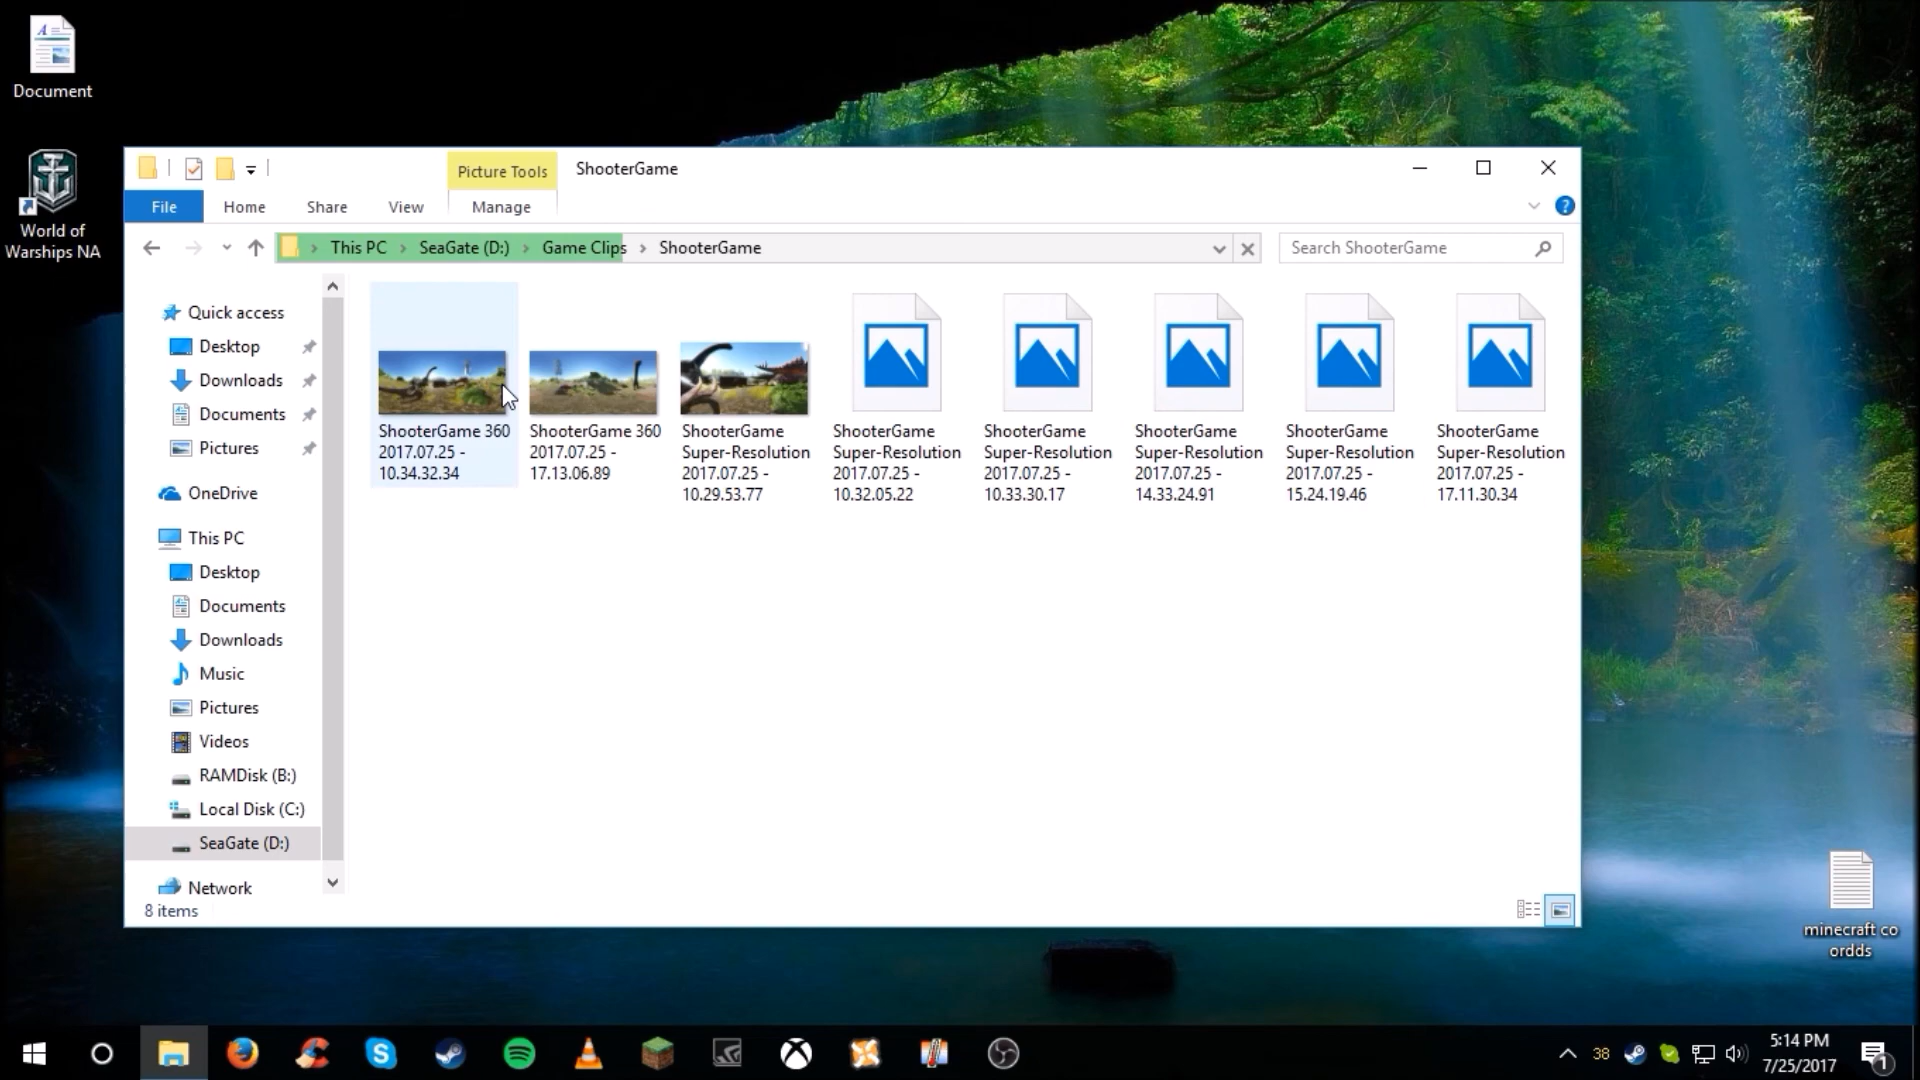 Document
World of
Warships NA
Picture Tools
ShooterGame
File
Home
Share
View
Manage
This PC
SeaGate (D:)
Game Clips
ShooterGame
Search ShooterGame
Quick access
Desktop
Downloads
Documents
Pictures
OneDrive
This PC
Desktop
Documents
Downloads
Music
Pictures
Videos
RAMDisk (B:)
Local Disk (C:)
SeaGate (D:)
Network
8 items
ShooterGame 360
2017.07.25 -
10.34.32.34
ShooterGame 360
2017.07.25 -
17.13.06.89
ShooterGame
Super-Resolution
2017.07.25 -
10.29.53.77
ShooterGame
Super-Resolution
2017.07.25 -
10.32.05.22
ShooterGame
Super-Resolution
2017.07.25 -
10.33.30.17
ShooterGame
Super-Resolution
2017.07.25 -
14.33.24.91
ShooterGame
Super-Resolution
2017.07.25 -
15.24.19.46
ShooterGame
Super-Resolution
2017.07.25 -
17.11.30.34
minecraft co
ordds
38
5:14 PM
7/25/2017
1